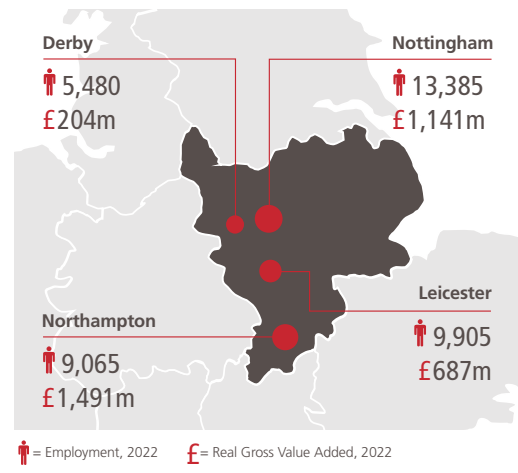 Derby
5,480
£204m
Nottingham
13,385
£1,141m
Leicester
9,905
£687m
Northampton
9,065
£1,491m
= Employment, 2022
£ = Real Gross Value Added, 2022